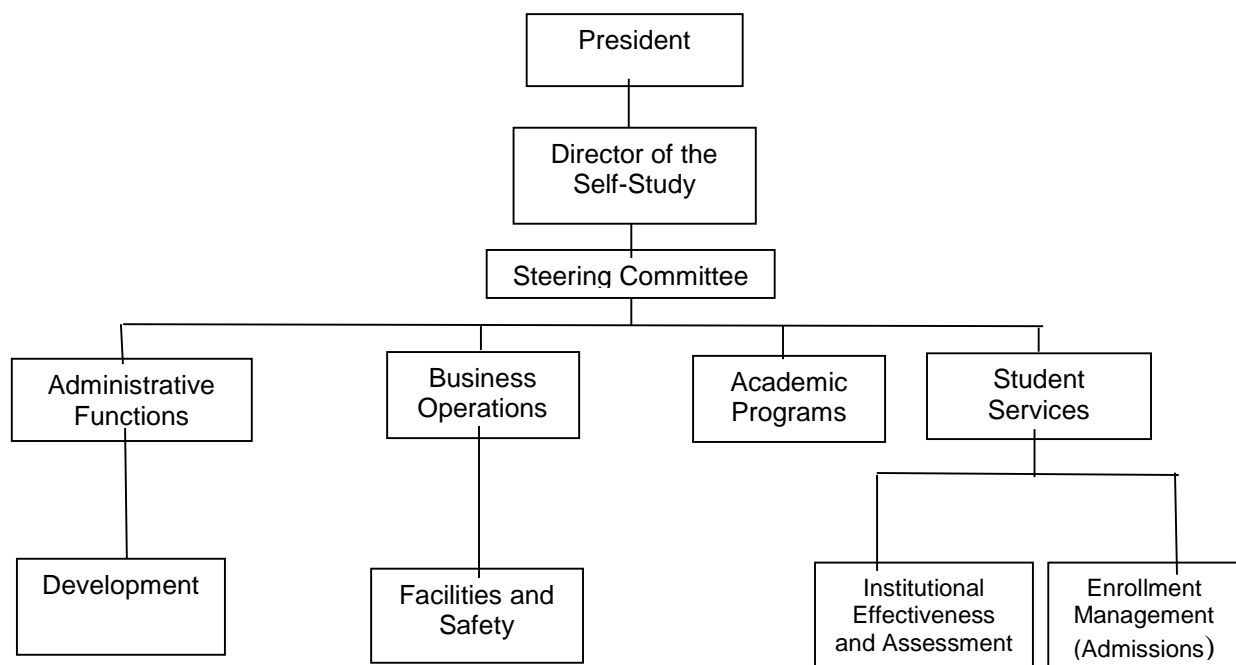 President
Director of the
Self-Study
Steering Committee
Administrative
Functions
Business
Operations
Academic
Programs
Student
Services
Development
Facilities and
Safety
Institutional
Effectiveness
and Assessment
Enrollment
Management
(Admissions)